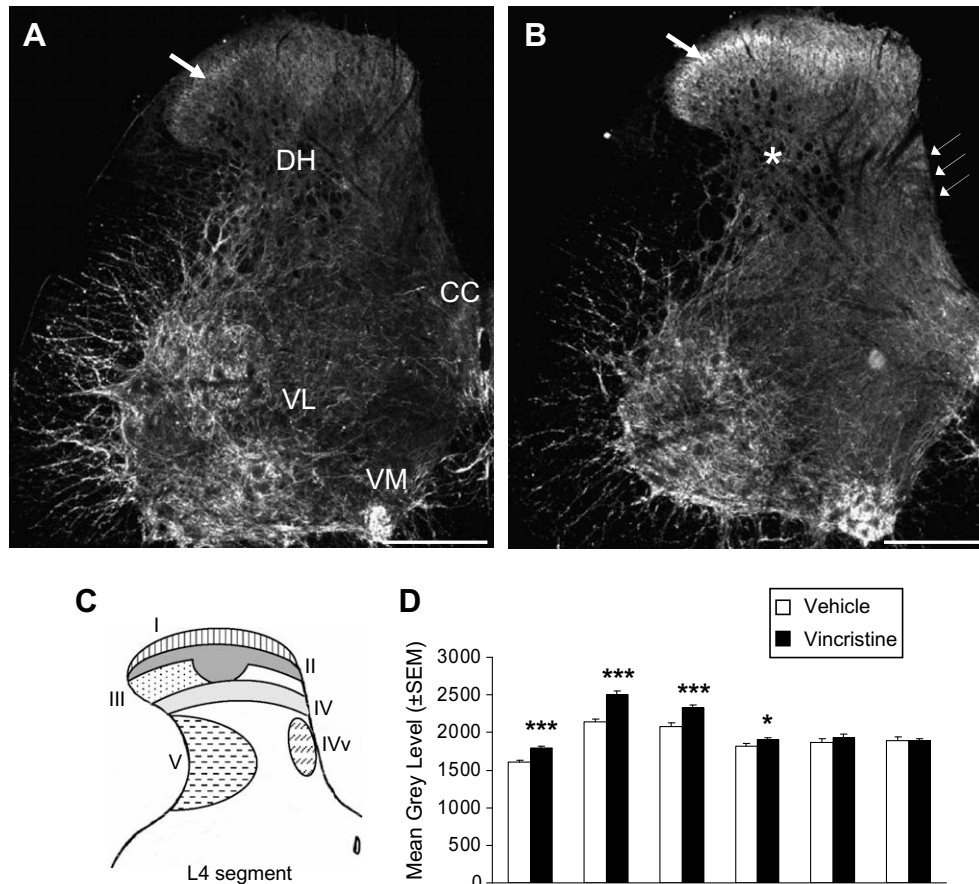 A
B
DH
*
CC
VL
VM
C
I
II
III
IV
IVv
V
L4 segment
D
Vehicle
Vincristine
Mean Grey Level (±SEM)
3000
2500
2000
1500
1000
500
0
***
***
***
*